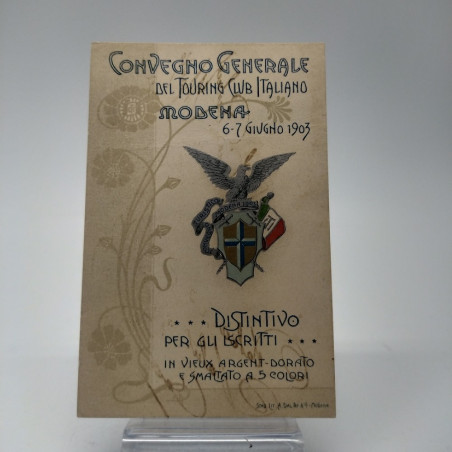 Convegno Generale
del Touring Club Italiano
Modena
6-7 Giugno 1903
... Distintivo
per gli Iscritti ...
in vieux argent-dorato
e smaltato a 5 colori